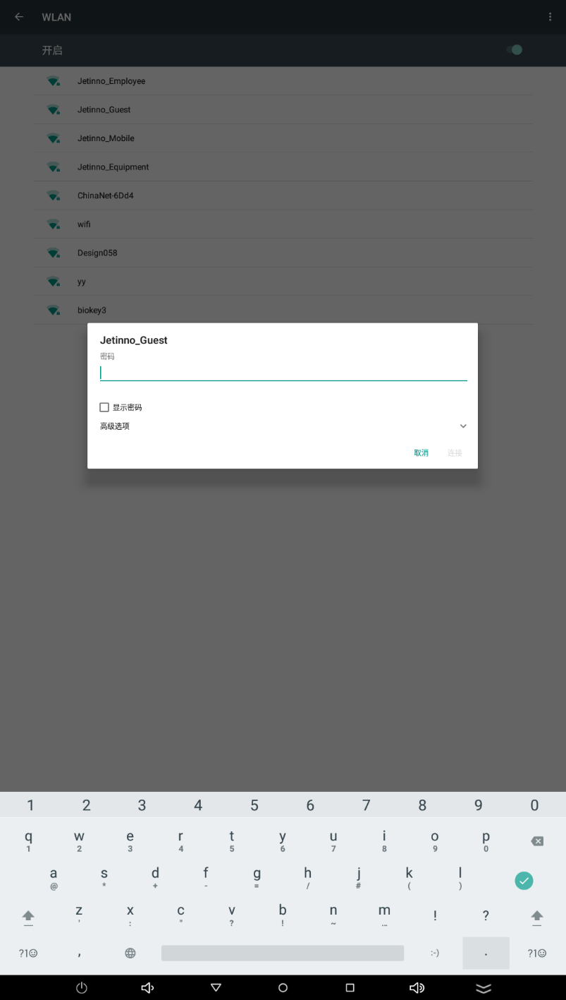 WLAN
开启
Jetinno_Employee
Jetinno_Guest
Jetinno_Mobile
Jetinno_Equipment
ChinaNet-6Dd4
wifi
Design058
yy
biokey3
Jetinno_Guest
密码
显示密码
高级选项
取消 连接
1 2 3 4 5 6 7 8 9 0
q w e r t y u i o p
1 2 3 4 5 6 7 8 9 0
a s d f g h j k l
@ * + - = / # ( )
z x c v b n m ! ?
' : " ? ! ~ …
?1☺ , :-) . ?1☺